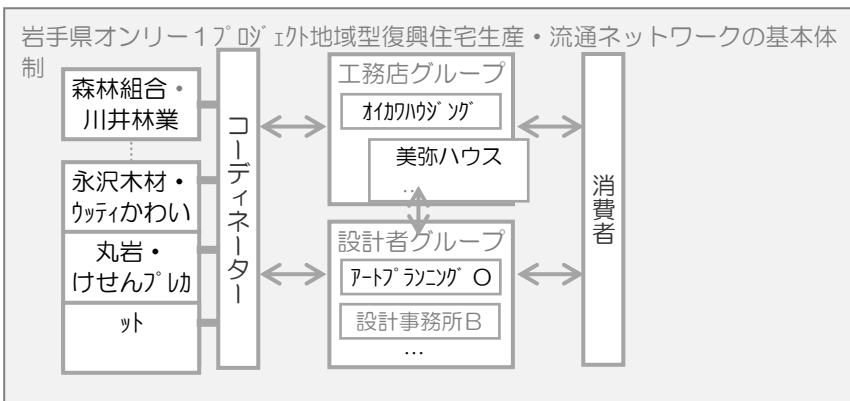 岩手県オンリー１ﾌﾟﾛｼﾞｪｸﾄ地域型復興住宅生産・流通ネットワークの基本体
制
森林組合・
川井林業
永沢木材・
ｳｯﾃｨかわい
丸岩・
けせんﾌﾟﾚｶ
ｯﾄ
コーディネーター
工務店グループ
ｵｲｶﾜﾊｳｼﾞﾝｸﾞ
美弥ハウス
…
設計者グループ
ｱｰﾄﾌﾟﾗﾝﾆﾝｸﾞＯ
設計事務所Ｂ
…
消費者